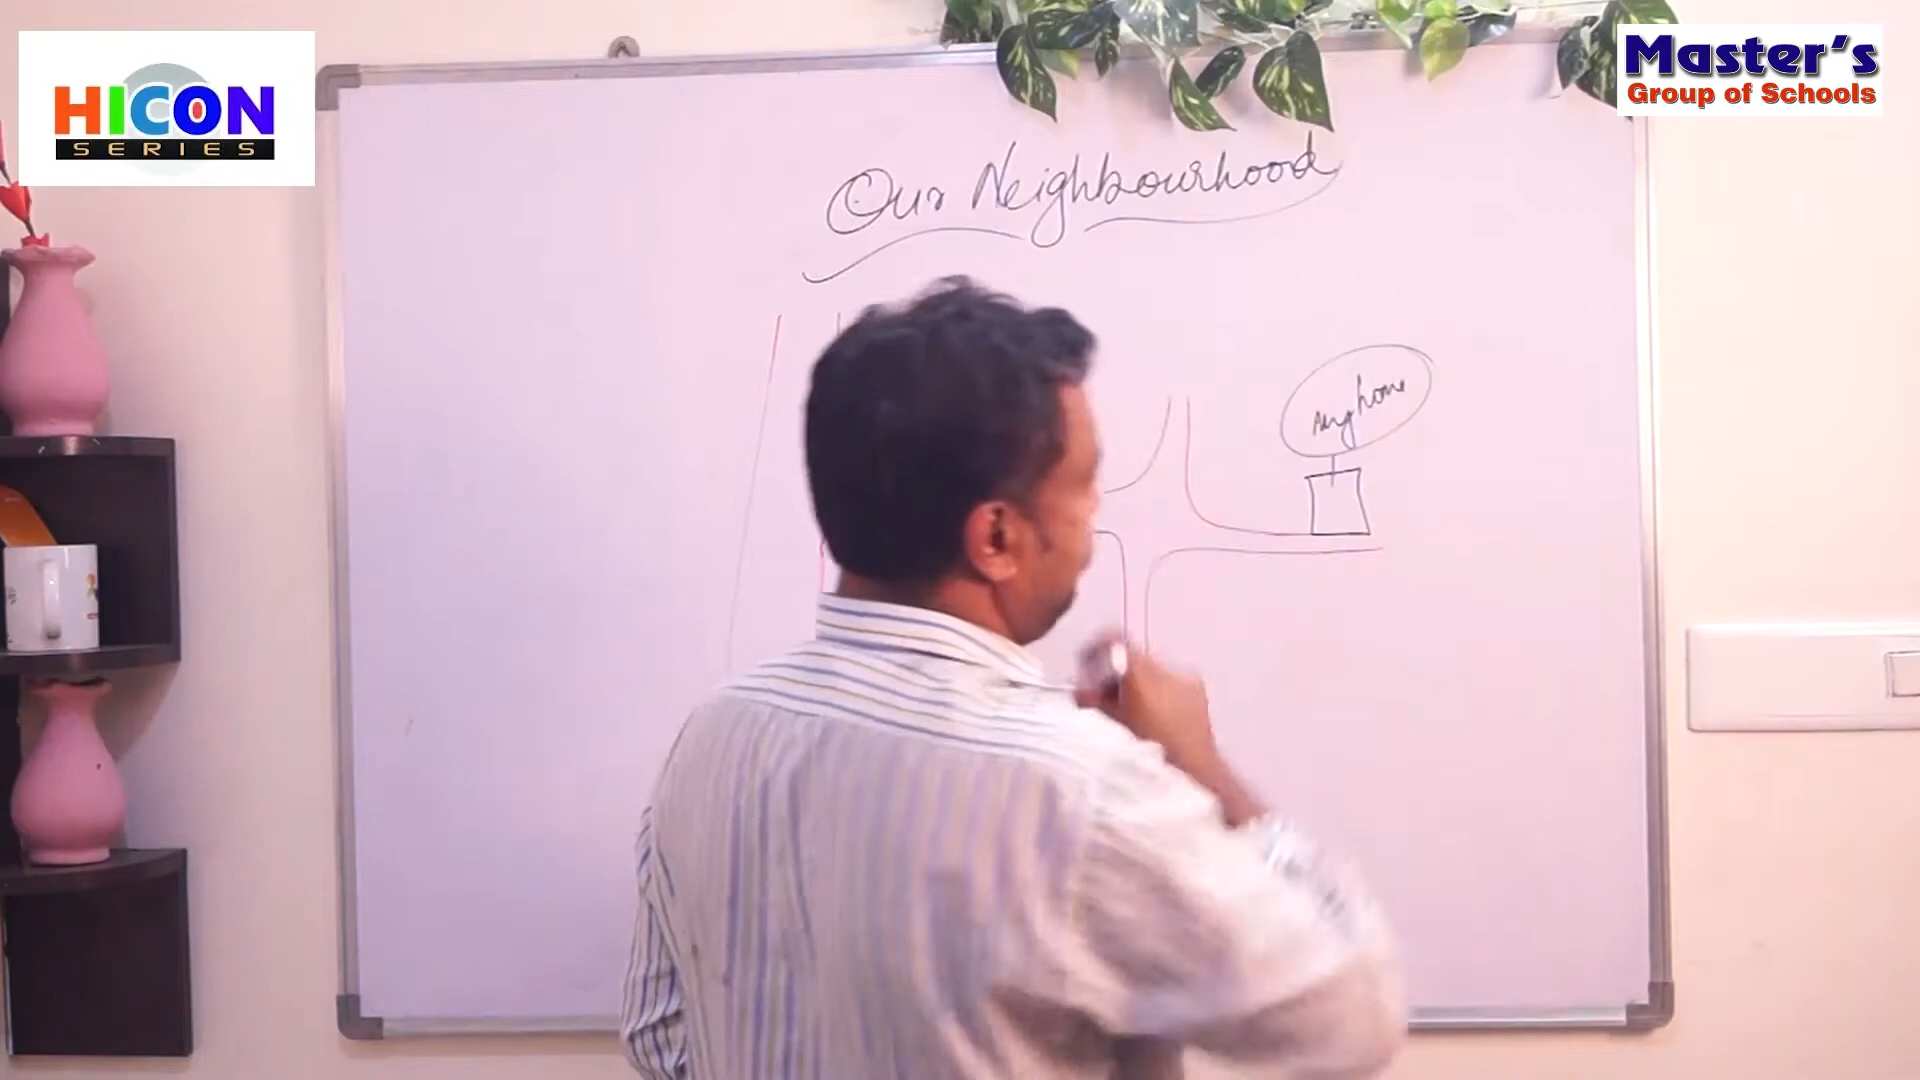 HICON
SERIES
Master's
Group of Schools
Our Neighbourhood
my home